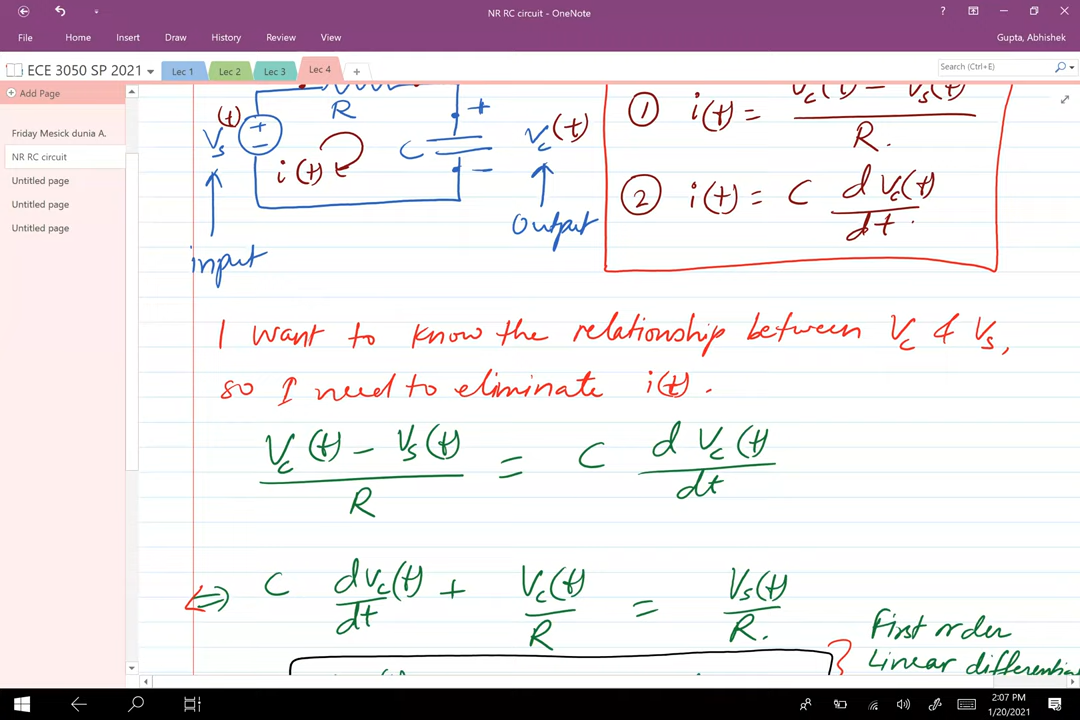 NR RC circuit - OneNote
File Home Insert Draw History Review View
Gupta, Abhishek
ECE 3050 SP 2021 Lec 1 Lec 2 Lec 3 Lec 4 +
Search (Ctrl+E)
Add Page
Friday Mesick dunia A.
NR RC circuit
Untitled page
Untitled page
Untitled page
R
Vs(t) + −
i(t)
C + −
Vc(t)
input
Output
① i(t) = Vc(t) − Vs(t) / R.
② i(t) = C d Vc(t) / dt
I want to know the relationship between Vc & Vs,
so I need to eliminate i(t).
Vc(t) − Vs(t) / R = C d Vc(t) / dt
⇔ C dVc(t) / dt + Vc(t) / R = Vs(t) / R.
First order
Linear differential
2:07 PM
1/20/2021